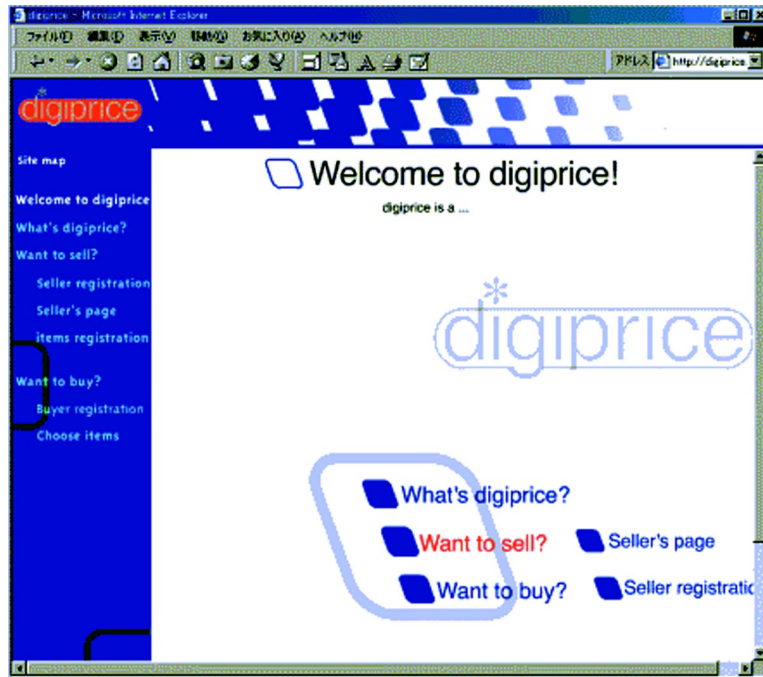 digiprice - Microsoft Internet Explorer
ファイル(F) 編集(E) 表示(V) 移動(G) お気に入り(A) ヘルプ(H)
アドレス http://digiprice
digiprice
Site map
Welcome to digiprice
What's digiprice?
Want to sell?
Seller registration
Seller's page
items registration
Want to buy?
Buyer registration
Choose items
Welcome to digiprice!
digiprice is a ...
digiprice
What's digiprice?
Want to sell? Seller's page
Want to buy? Seller registratio